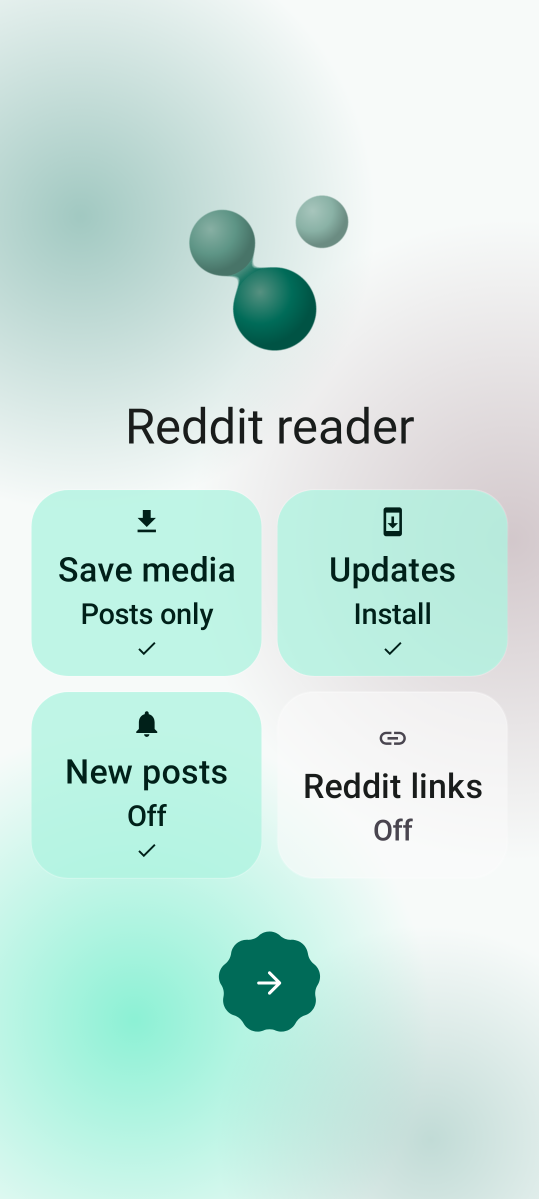 Reddit reader
Save media
Posts only
Updates
Install
New posts
Off
Reddit links
Off